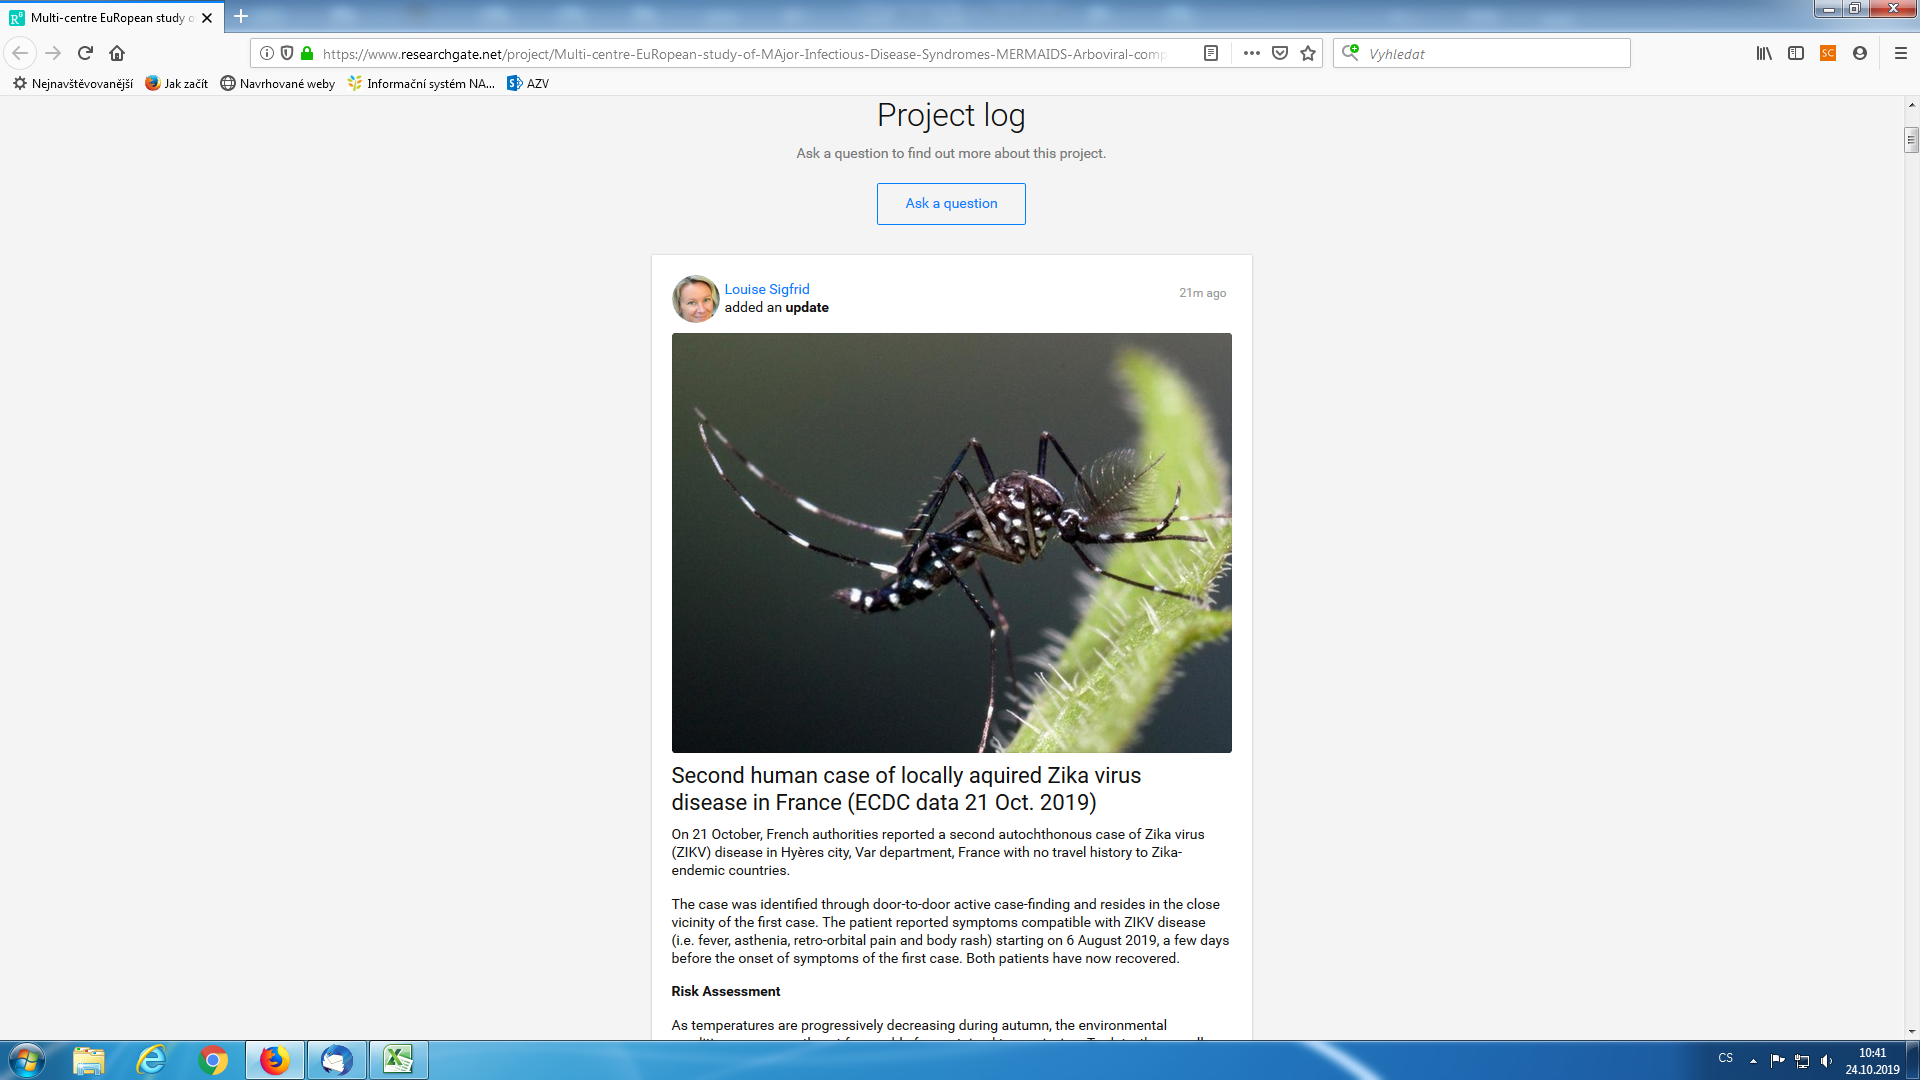 Multi-centre EuRopean study o
https://www.researchgate.net/project/Multi-centre-EuRopean-study-of-MAjor-Infectious-Disease-Syndromes-MERMAIDS-Arboviral-comp
Vyhledat
SC
Nejnavštěvovanější
Jak začít
Navrhované weby
Informační systém NA...
AZV
Project log
Ask a question to find out more about this project.
Ask a question
Louise Sigfrid
21m ago
added an update
Second human case of locally aquired Zika virus
disease in France (ECDC data 21 Oct. 2019)
On 21 October, French authorities reported a second autochthonous case of Zika virus
(ZIKV) disease in Hyères city, Var department, France with no travel history to Zika-
endemic countries.
The case was identified through door-to-door active case-finding and resides in the close
vicinity of the first case. The patient reported symptoms compatible with ZIKV disease
(i.e. fever, asthenia, retro-orbital pain and body rash) starting on 6 August 2019, a few days
before the onset of symptoms of the first case. Both patients have now recovered.
Risk Assessment
As temperatures are progressively decreasing during autumn, the environmental
CS
10:41
24.10.2019